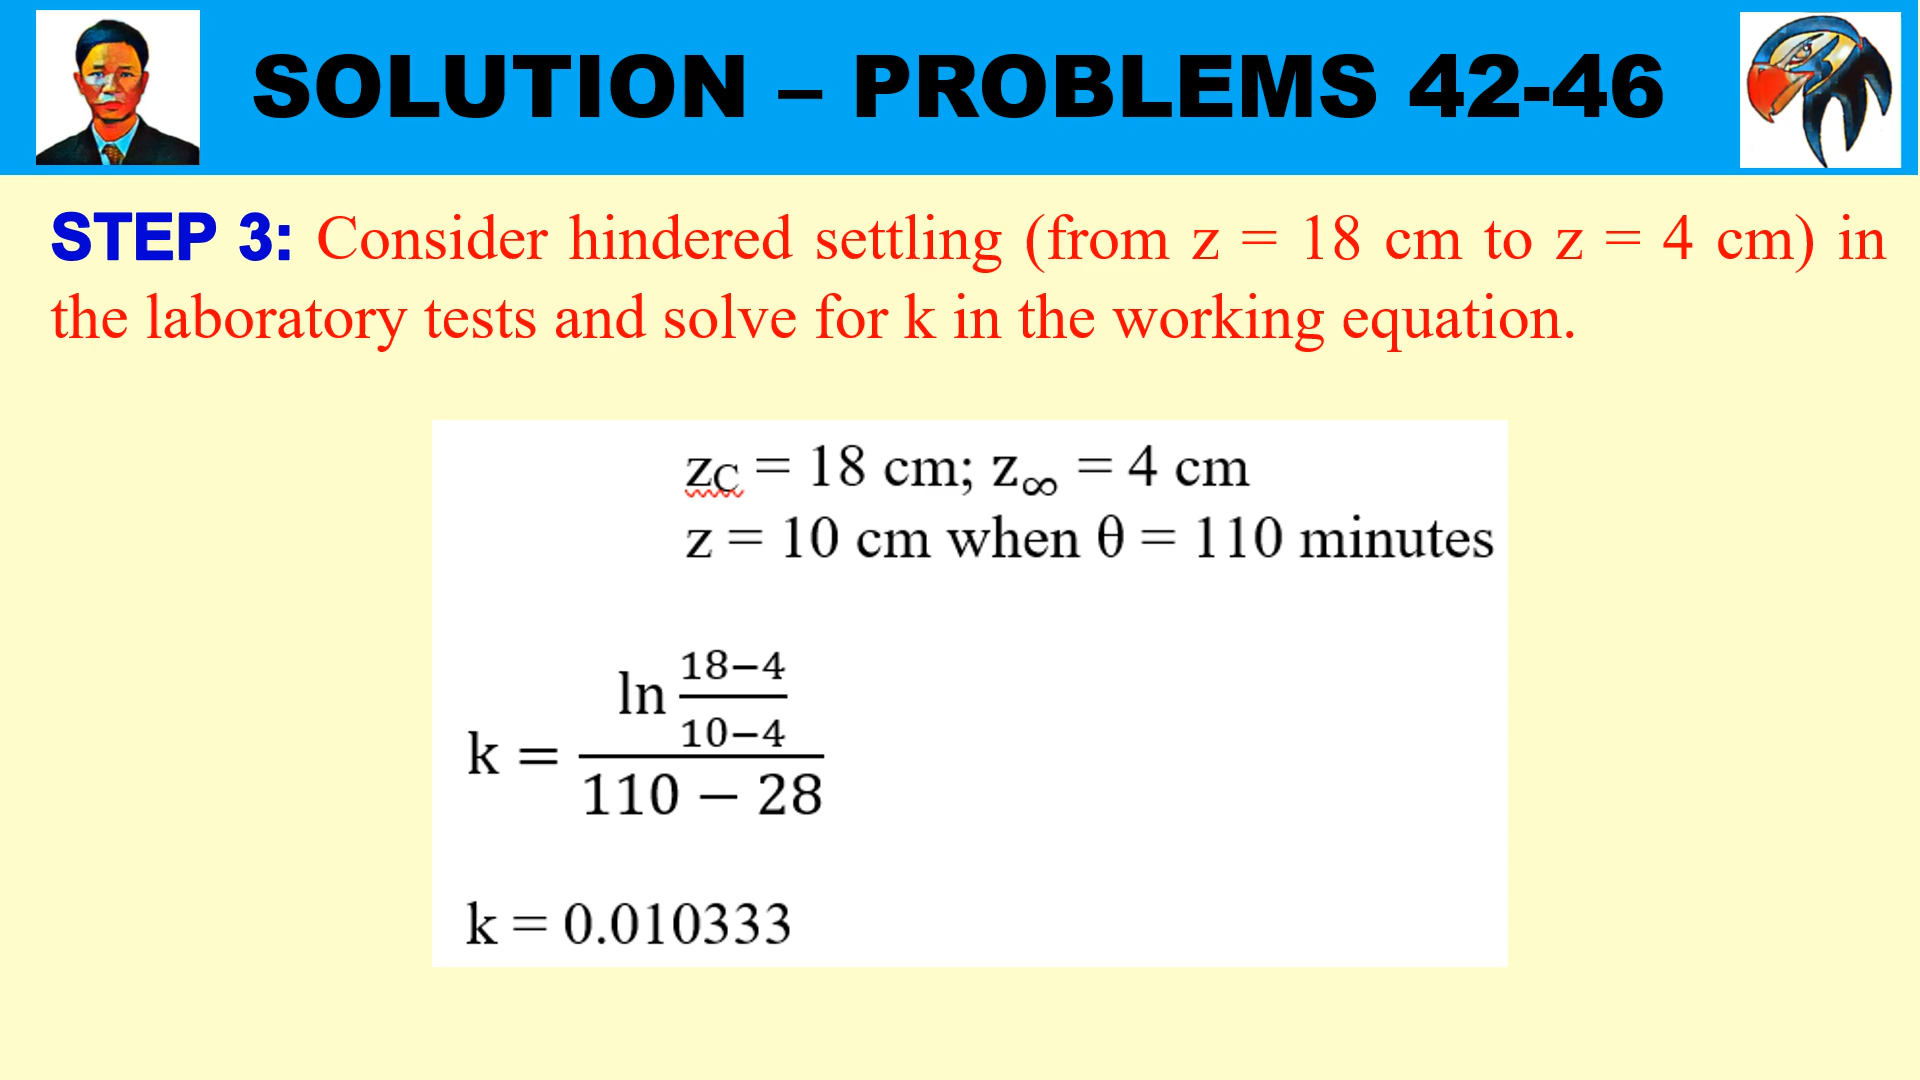 SOLUTION – PROBLEMS 42-46
STEP 3: Consider hindered settling (from z = 18 cm to z = 4 cm) in
the laboratory tests and solve for k in the working equation.
zC = 18 cm; z∞ = 4 cm
z = 10 cm when θ = 110 minutes
ln 18−4
10−4
k =
110 − 28
k = 0.010333